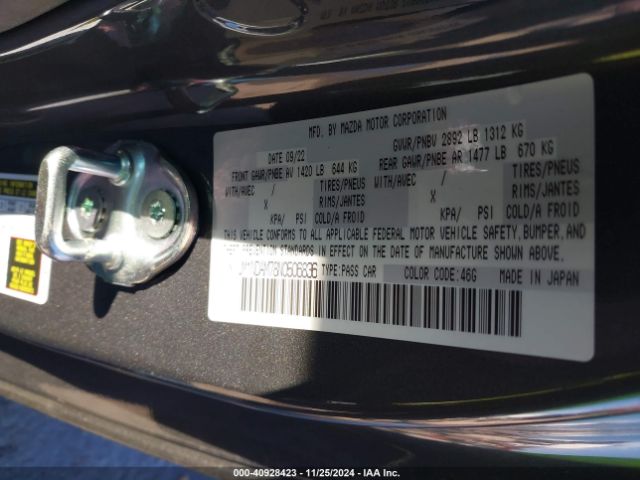 MFD. BY MAZDA MOTOR CORPORATION
DATE 09/22 GVWR/PNBV 2892 LB 1312 KG
FRONT GAWR/PNBE AV 1420 LB 644 KG REAR GAWR/PNBE AR 1477 LB 670 KG
WITH/AVEC / TIRES/PNEUS WITH/AVEC / TIRES/PNEUS
X RIMS/JANTES X RIMS/JANTES
KPA/ PSI COLD/A FROID KPA/ PSI COLD/A FROID
THIS VEHICLE CONFORMS TO ALL APPLICABLE FEDERAL MOTOR VEHICLE SAFETY, BUMPER, AND
THEFT PREVENTION STANDARDS IN EFFECT ON THE DATE OF MANUFACTURE SHOWN ABOVE.
TYPE: PASS CAR COLOR CODE: 46G MADE IN JAPAN
000-40928423 - 11/25/2024 - IAA Inc.